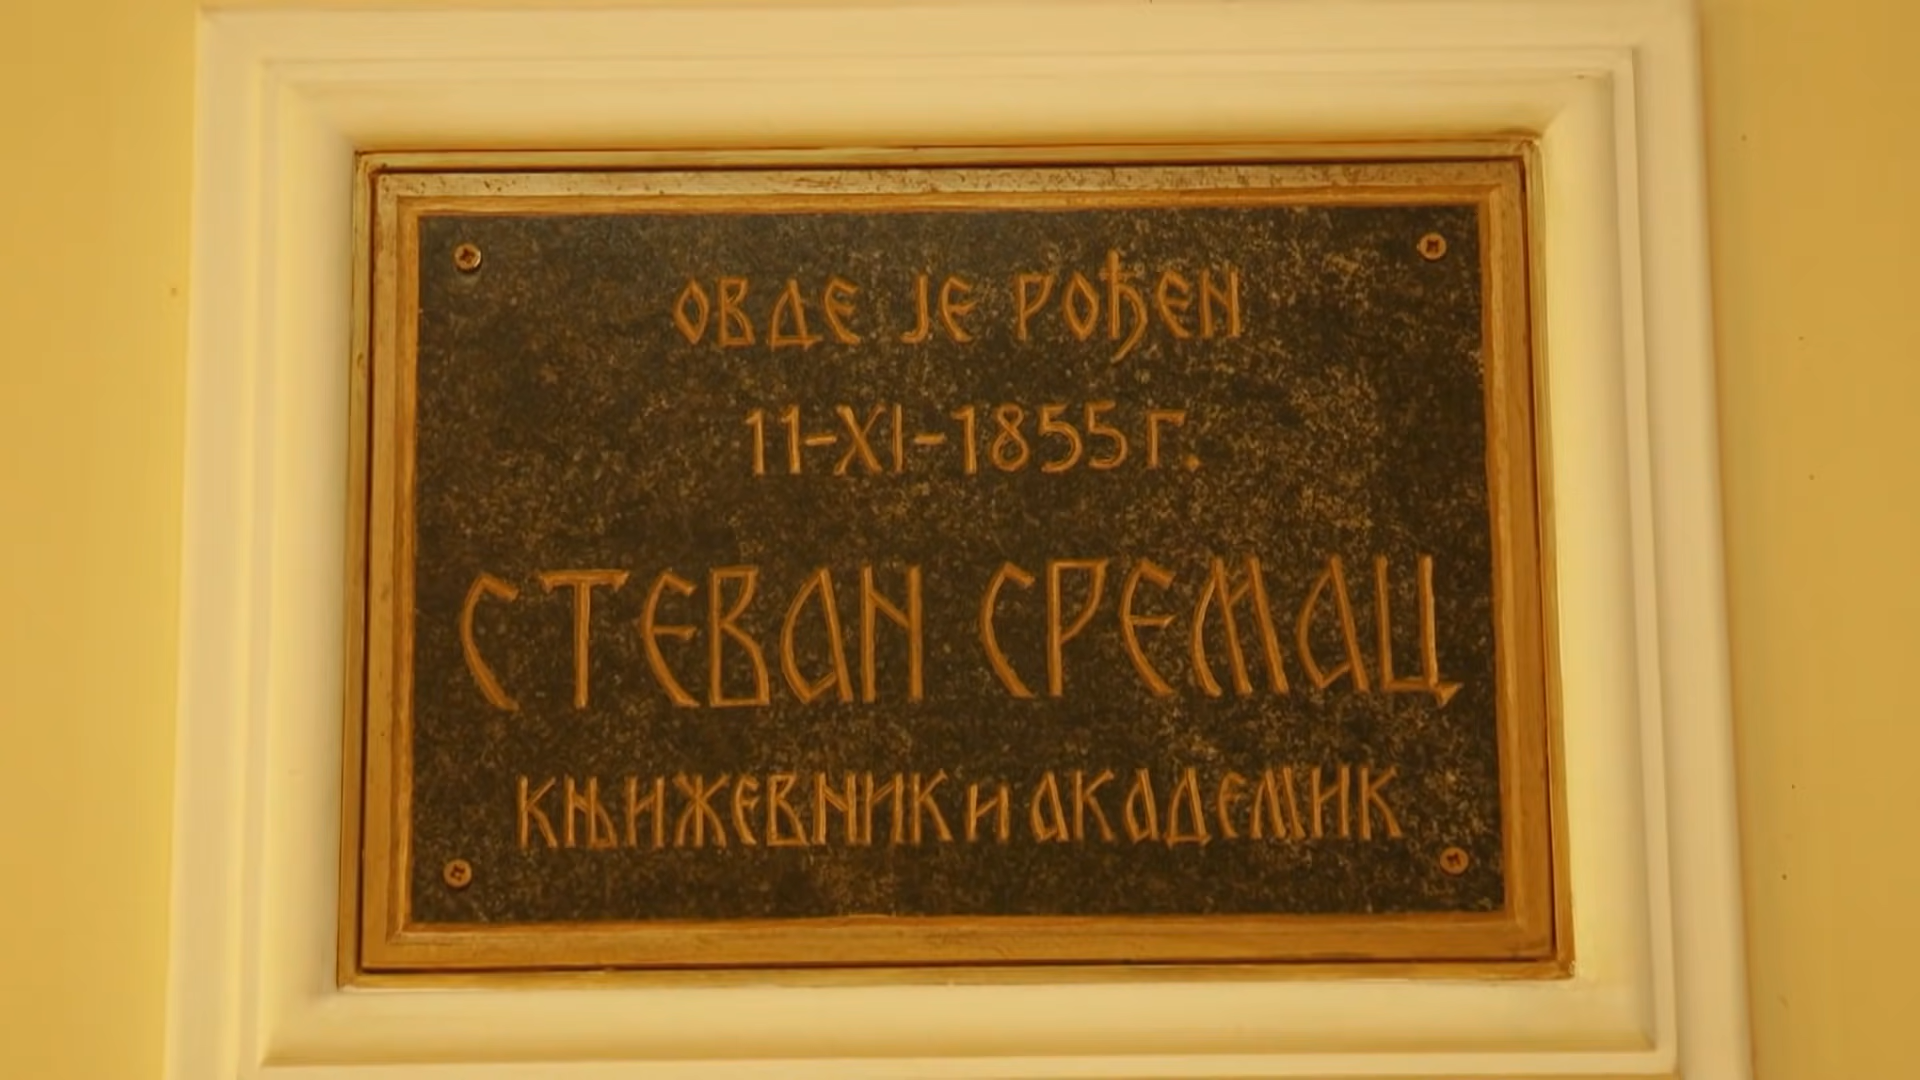 ОВДЕ ЈЕ РОЂЕН
11-XI-1855 г.
СТЕВАН СРЕМАЦ
КЊИЖЕВНИК и АКАДЕМИК